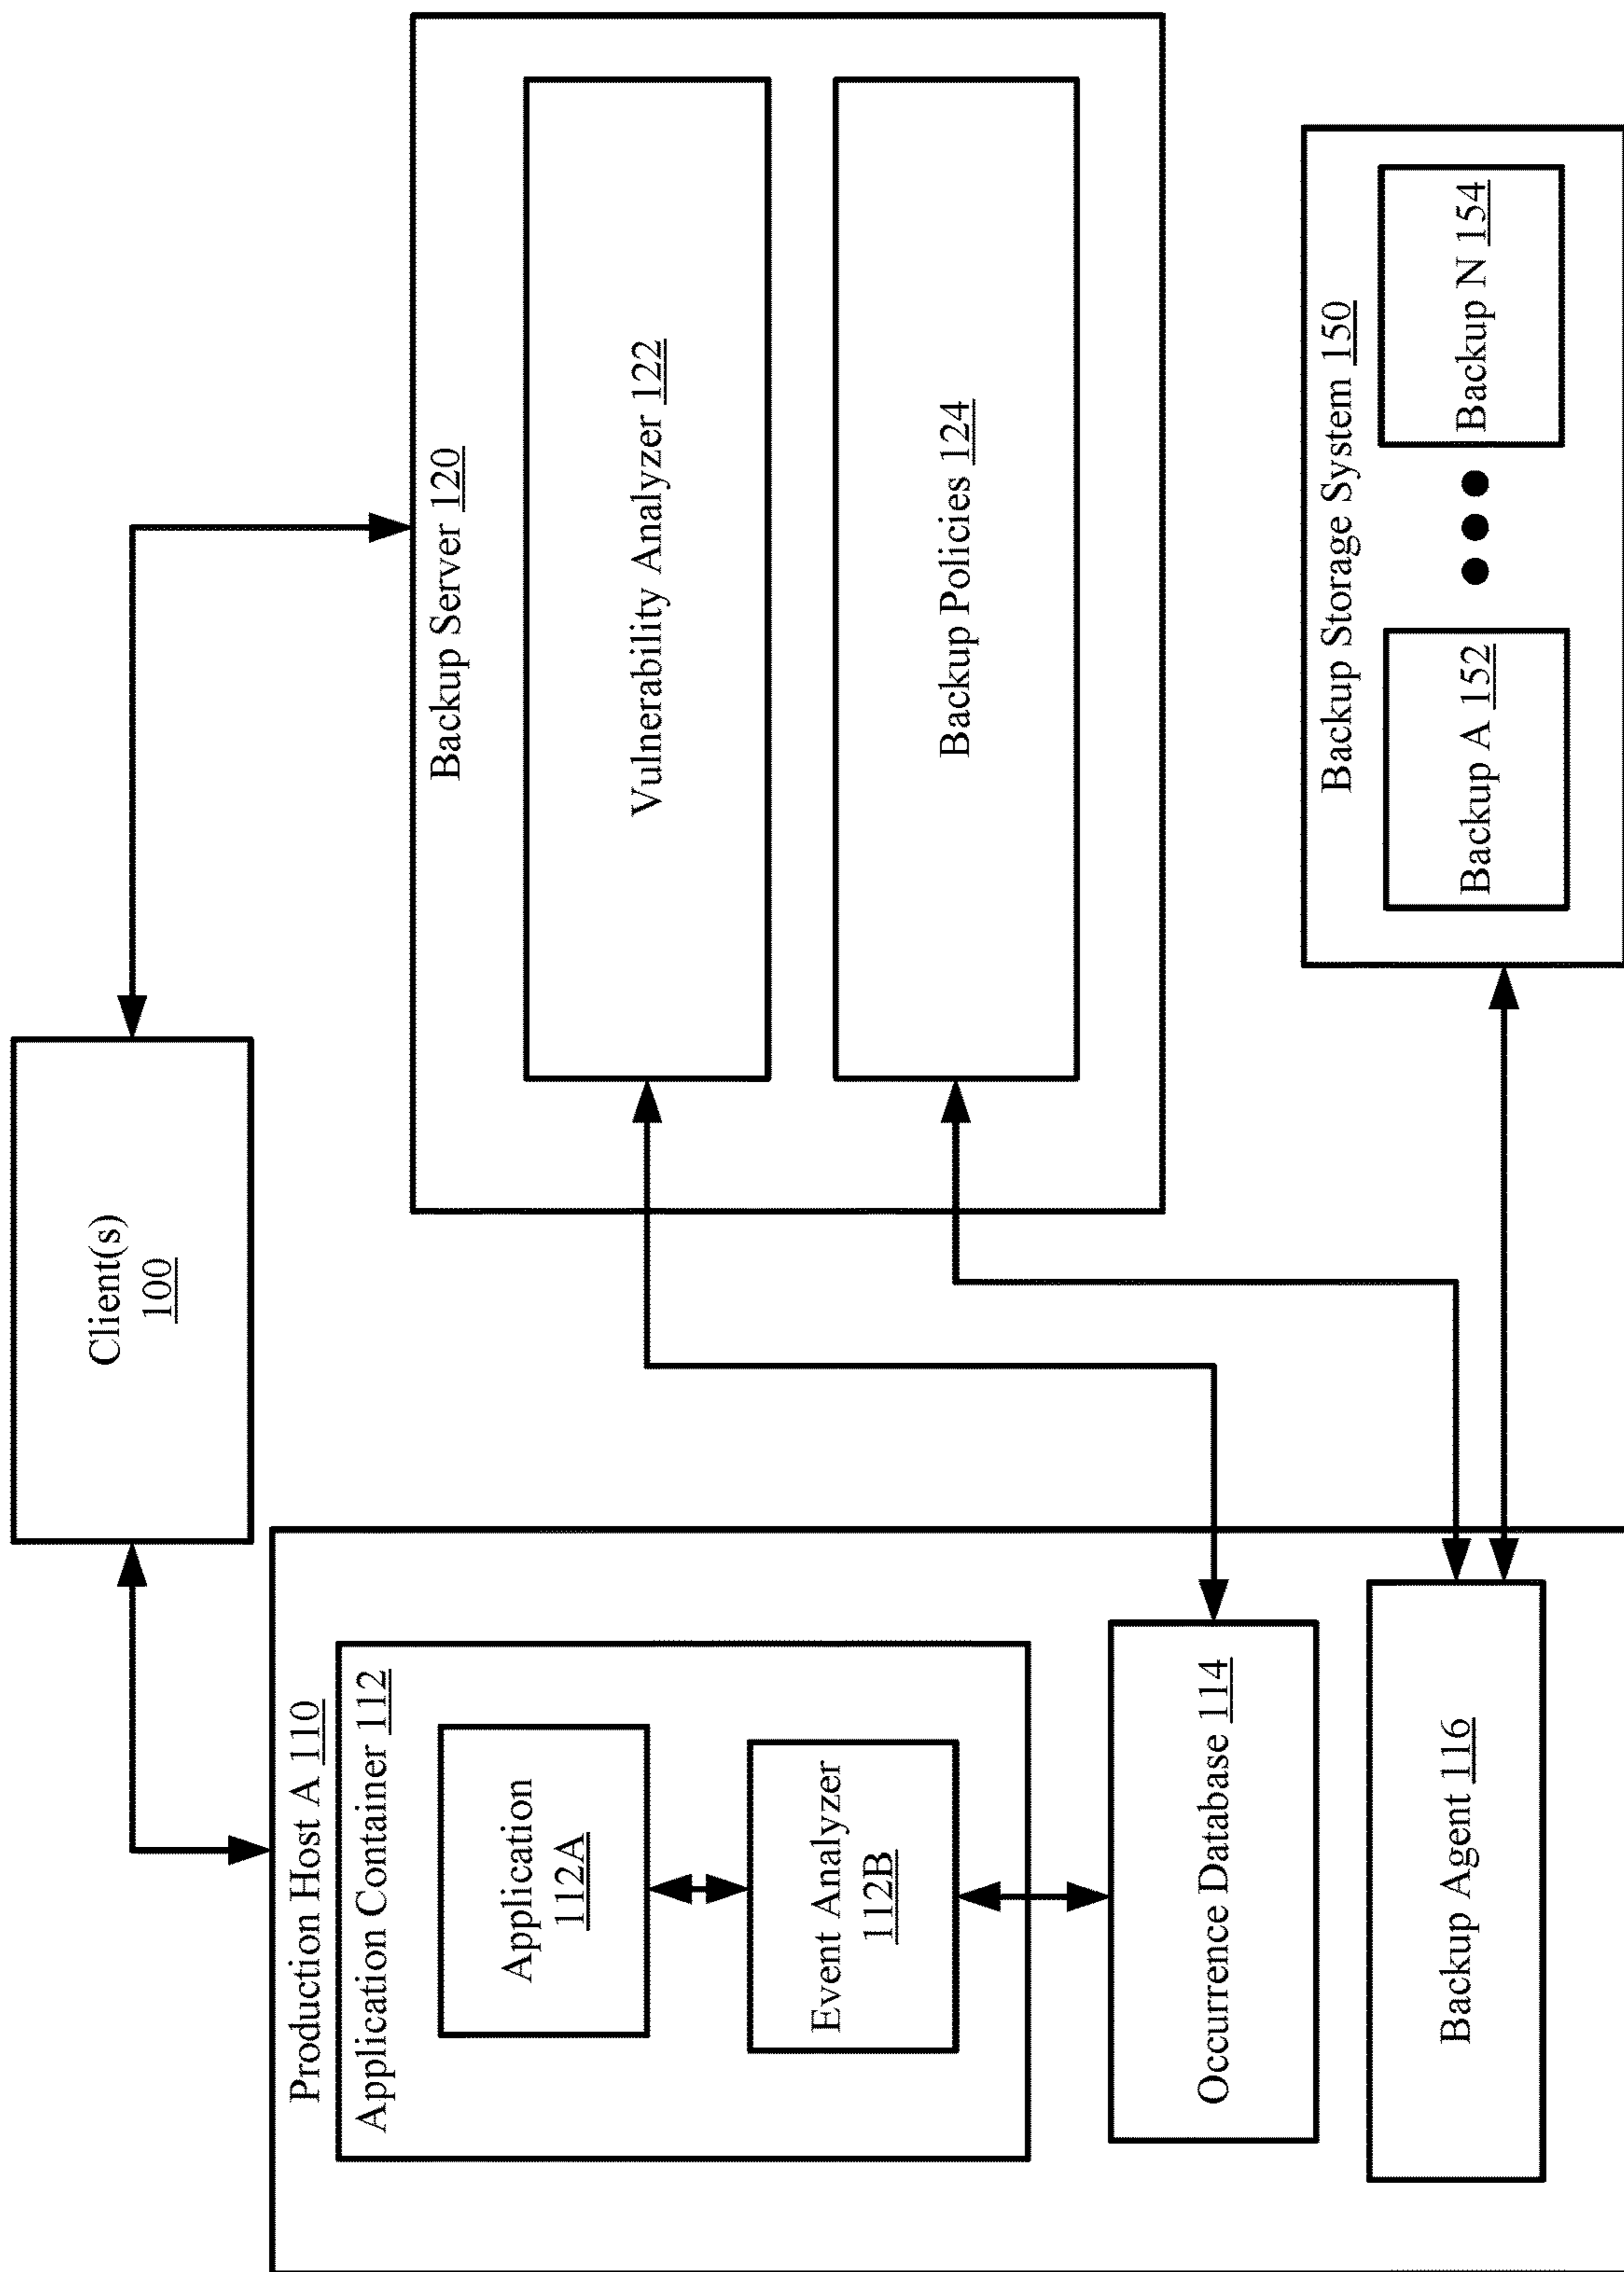 Client(s)
100
Production Host A 110
Application Container 112
Application
112A
Event Analyzer
112B
Occurrence Database 114
Backup Agent 116
Backup Server 120
Vulnerability Analyzer 122
Backup Policies 124
Backup Storage System 150
Backup A 152
Backup N 154